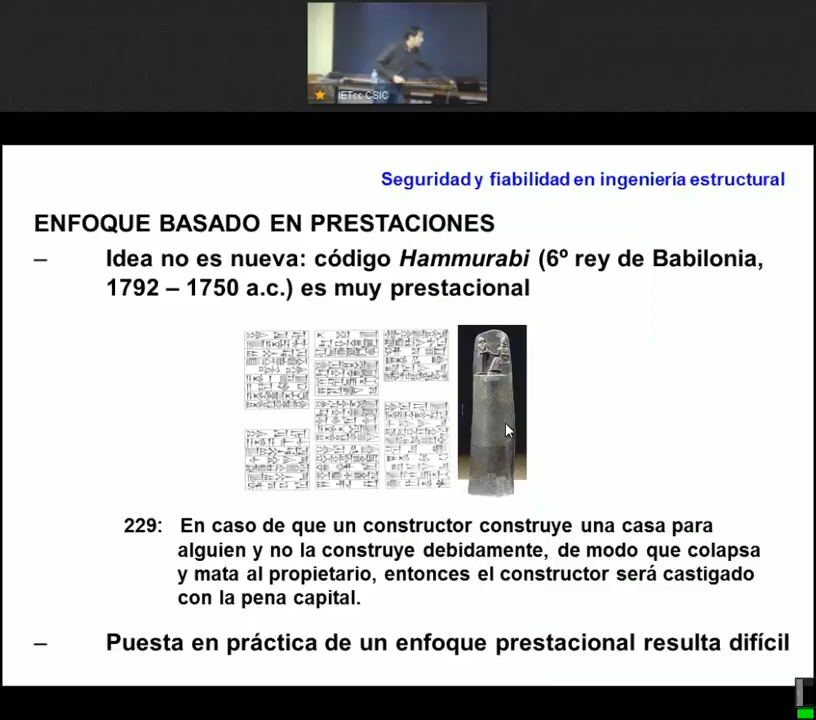 IETcc CSIC
Seguridad y fiabilidad en ingeniería estructural
ENFOQUE BASADO EN PRESTACIONES
– Idea no es nueva: código Hammurabi (6º rey de Babilonia,
1792 – 1750 a.c.) es muy prestacional
229: En caso de que un constructor construye una casa para
alguien y no la construye debidamente, de modo que colapsa
y mata al propietario, entonces el constructor será castigado
con la pena capital.
– Puesta en práctica de un enfoque prestacional resulta difícil